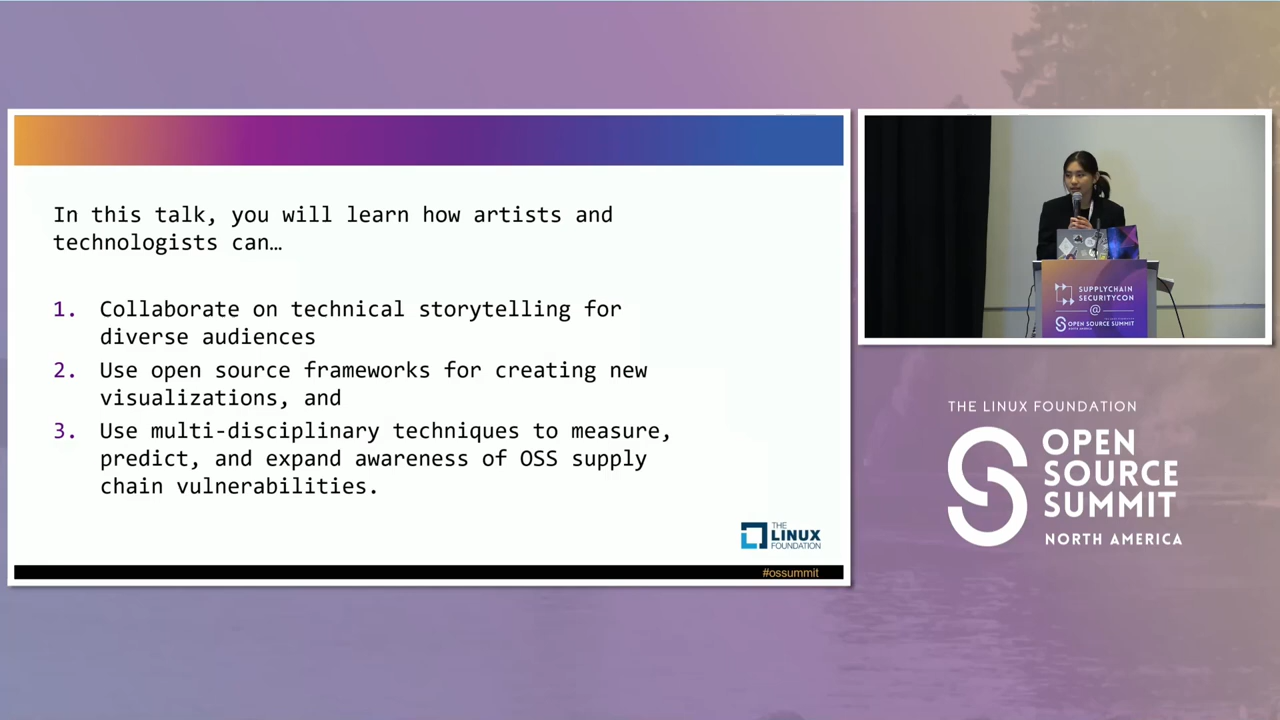 In this talk, you will learn how artists and
technologists can…
1. Collaborate on technical storytelling for
diverse audiences
2. Use open source frameworks for creating new
visualizations, and
3. Use multi-disciplinary techniques to measure,
predict, and expand awareness of OSS supply
chain vulnerabilities.
THE
LINUX
FOUNDATION
#ossummit
SUPPLYCHAIN
SECURITYCON
@
OPEN SOURCE SUMMIT
NORTH AMERICA
THE LINUX FOUNDATION
OPEN
SOURCE
SUMMIT
NORTH AMERICA